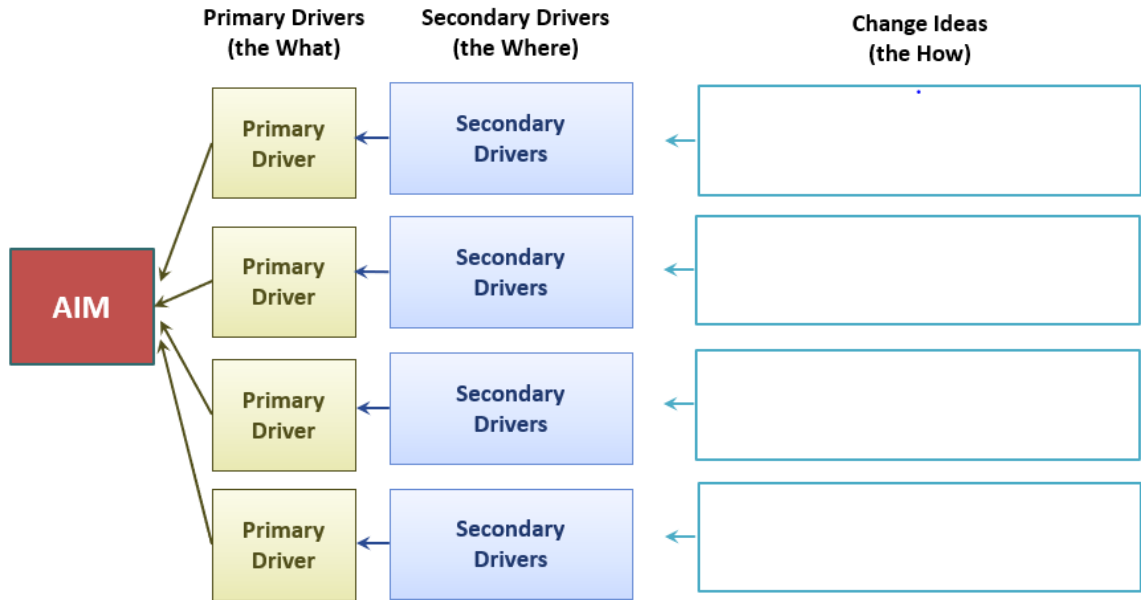 Primary Drivers
(the What)
Secondary Drivers
(the Where)
Change Ideas
(the How)
Primary
Driver
Secondary
Drivers
Primary
Driver
Secondary
Drivers
AIM
Primary
Driver
Secondary
Drivers
Primary
Driver
Secondary
Drivers